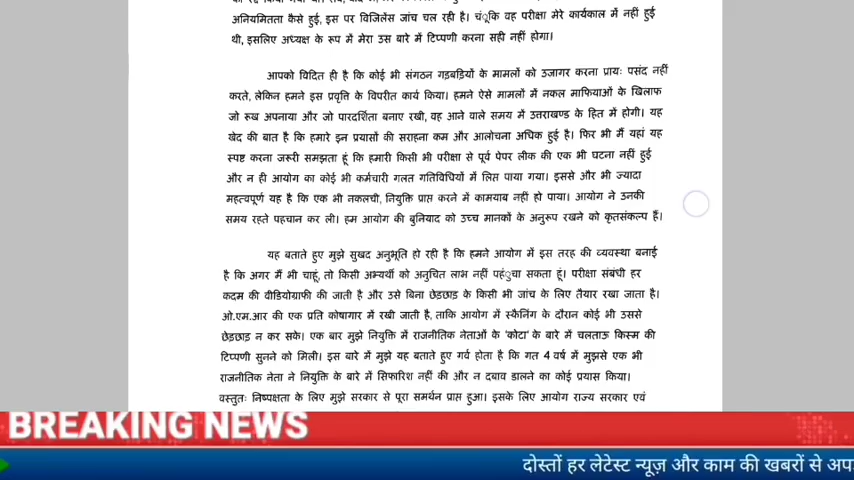 अनियमितता कैसे हुई, इस पर विजिलेंस जांच चल रही है। चंूकि वह परीक्षा मेरे कार्यकाल में नहीं हुई
थी, इसलिए अध्यक्ष के रूप में मेरा उस बारे में टिप्पणी करना सही नहीं होगा।
आपको विदित ही है कि कोई भी संगठन गड़बड़ियों के मामलों को उजागर करना प्रायः पसंद नहीं
करते, लेकिन हमने इस प्रवृत्ति के विपरीत कार्य किया। हमने ऐसे मामलों में नकल माफियाओं के खिलाफ
जो रूख अपनाया और जो पारदर्शिता बनाए रखी, वह आने वाले समय में उत्तराखण्ड के हित में होगी। यह
खेद की बात है कि हमारे इन प्रयासों की सराहना कम और आलोचना अधिक हुई है। फिर भी मैं यहां यह
स्पष्ट करना जरूरी समझता हूं कि हमारी किसी भी परीक्षा से पूर्व पेपर लीक की एक भी घटना नहीं हुई
और न ही आयोग का कोई भी कर्मचारी गलत गतिविधियों में लिप्त पाया गया। इससे और भी ज्यादा
महत्वपूर्ण यह है कि एक भी नकलची, नियुक्ति प्राप्त करने में कामयाब नहीं हो पाया। आयोग ने उनकी
समय रहते पहचान कर ली। हम आयोग की बुनियाद को उच्च मानकों के अनुरूप रखने को कृतसंकल्प हैं।
यह बताते हुए मुझे सुखद अनुभूति हो रही है कि हमने आयोग में इस तरह की व्यवस्था बनाई
है कि अगर मैं भी चाहूं, तो किसी अभ्यर्थी को अनुचित लाभ नहीं पहंुचा सकता हूं। परीक्षा संबंधी हर
कदम की वीडियोग्राफी की जाती है और उसे बिना छेड़छाड़ के किसी भी जांच के लिए तैयार रखा जाता है।
ओ.एम.आर की एक प्रति कोषागार में रखी जाती है, ताकि आयोग में स्कैनिंग के दौरान कोई भी उससे
छेड़छाड़ न कर सके। एक बार मुझे नियुक्ति में राजनीतिक नेताओं के 'कोटा' के बारे में चलताऊ किस्म की
टिप्पणी सुनने को मिली। इस बारे में मुझे यह बताते हुए गर्व होता है कि गत 4 वर्ष में मुझसे एक भी
राजनीतिक नेता ने नियुक्ति के बारे में सिफारिश नहीं की और न दबाव डालने का कोई प्रयास किया।
वस्तुतः निष्पक्षता के लिए मुझे सरकार से पूरा समर्थन प्राप्त हुआ। इसके लिए आयोग राज्य सरकार एवं
BREAKING NEWS
दोस्तों हर लेटेस्ट न्यूज़ और काम की खबरों से अप